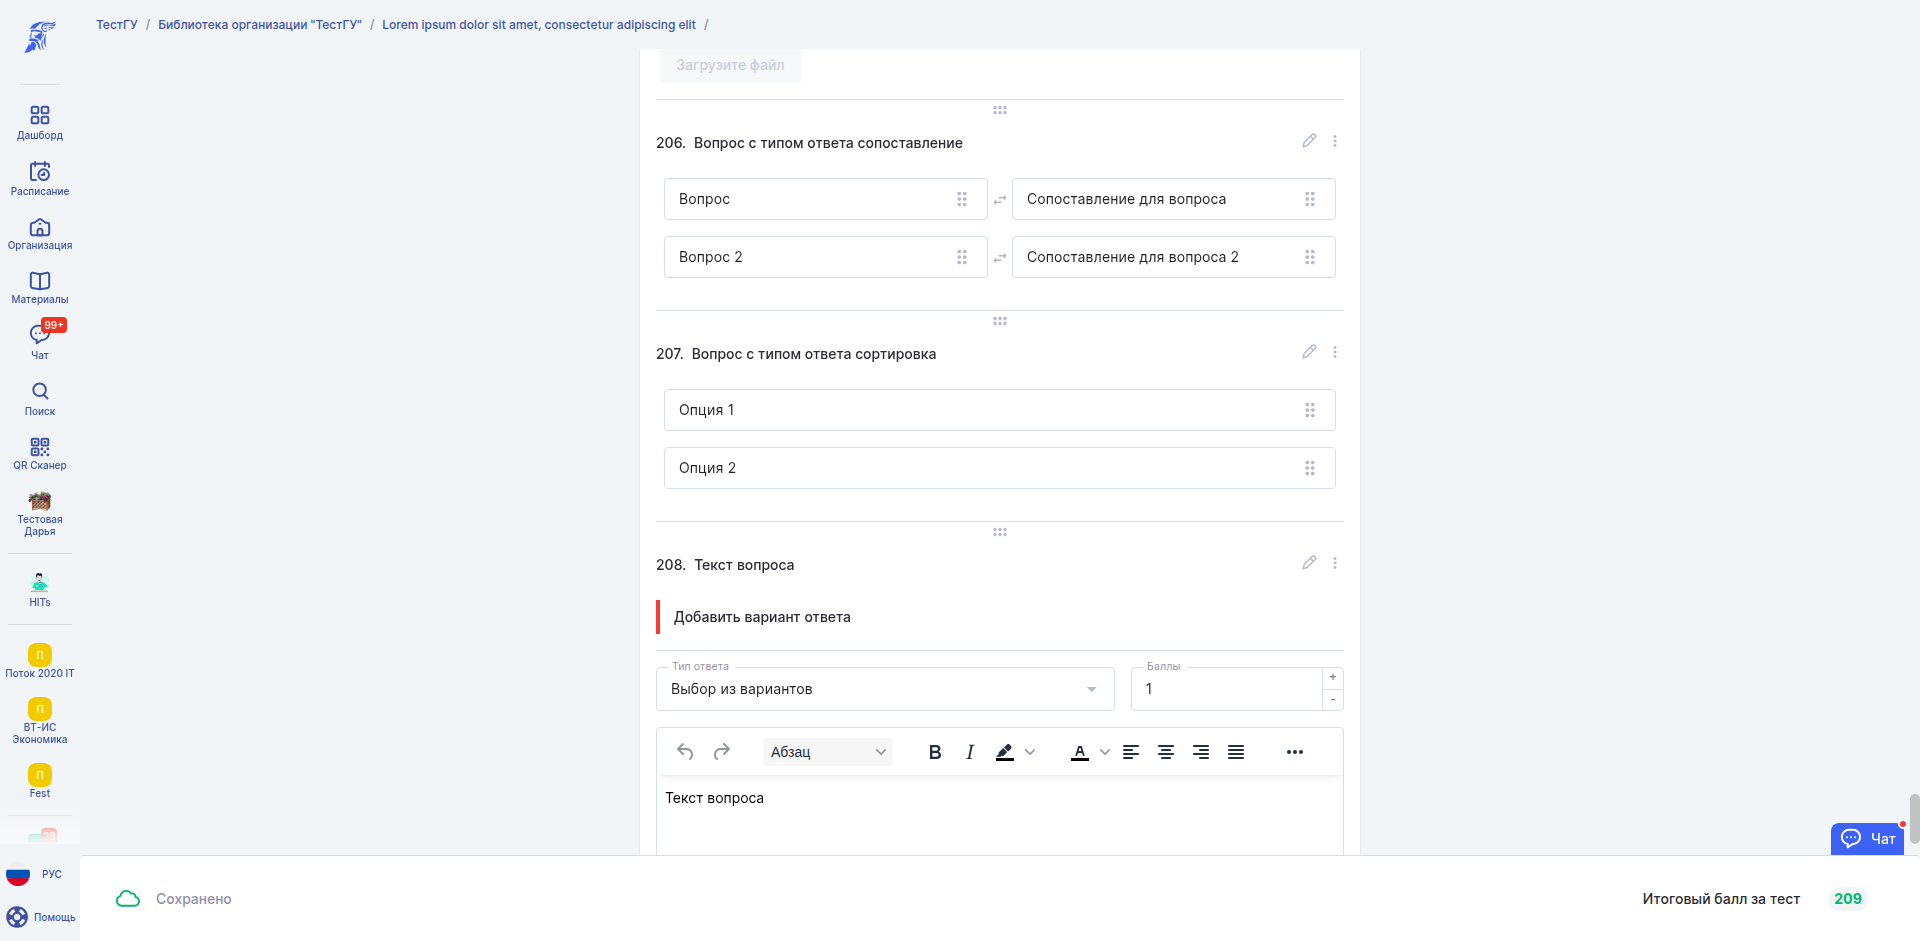 ТестГУ / Библиотека организации "ТестГУ" / Lorem ipsum dolor sit amet, consectetur adipiscing elit /
Дашборд
Расписание
Организация
Материалы
99+
Чат
Поиск
QR Сканер
Тестовая
Дарья
HITs
П
Поток 2020 IT
П
ВТ-ИС
Экономика
П
Fest
28
РУС
Помощь
Загрузите файл
206. Вопрос с типом ответа сопоставление
Вопрос
Сопоставление для вопроса
Вопрос 2
Сопоставление для вопроса 2
207. Вопрос с типом ответа сортировка
Опция 1
Опция 2
208. Текст вопроса
Добавить вариант ответа
Тип ответа
Выбор из вариантов
Баллы
1
+
-
Абзац
B
I
A
Текст вопроса
Чат
Сохранено
Итоговый балл за тест 209